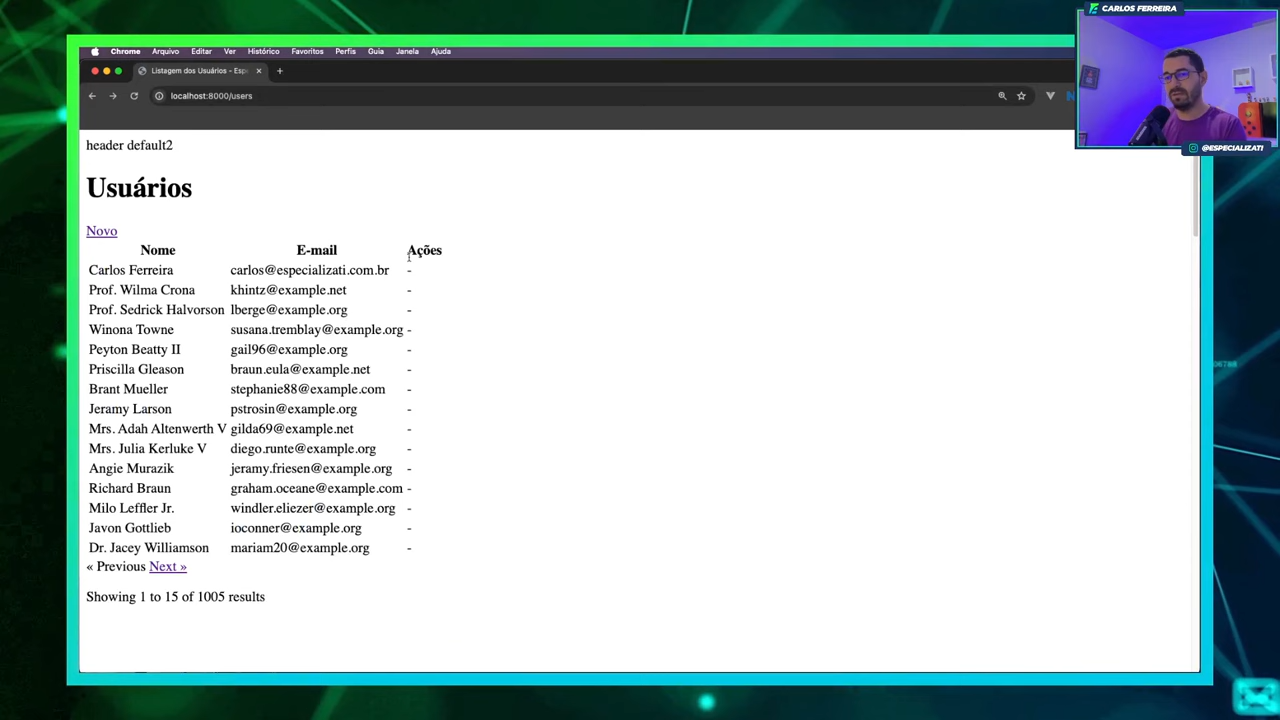 CARLOS FERREIRA
Chrome Arquivo Editar Ver Histórico Favoritos Perfis Guia Janela Ajuda
Listagem dos Usuários - Espe
localhost:8000/users
@ESPECIALIZATI
header default2
Usuários
Novo
Nome E-mail Ações
Carlos Ferreira carlos@especializati.com.br -
Prof. Wilma Crona khintz@example.net -
Prof. Sedrick Halvorson lberge@example.org -
Winona Towne susana.tremblay@example.org -
Peyton Beatty II gail96@example.org -
Priscilla Gleason braun.eula@example.net -
Brant Mueller stephanie88@example.com -
Jeramy Larson pstrosin@example.org -
Mrs. Adah Altenwerth V gilda69@example.net -
Mrs. Julia Kerluke V diego.runte@example.org -
Angie Murazik jeramy.friesen@example.org -
Richard Braun graham.oceane@example.com -
Milo Leffler Jr. windler.eliezer@example.org -
Javon Gottlieb ioconner@example.org -
Dr. Jacey Williamson mariam20@example.org -
« Previous Next »
Showing 1 to 15 of 1005 results